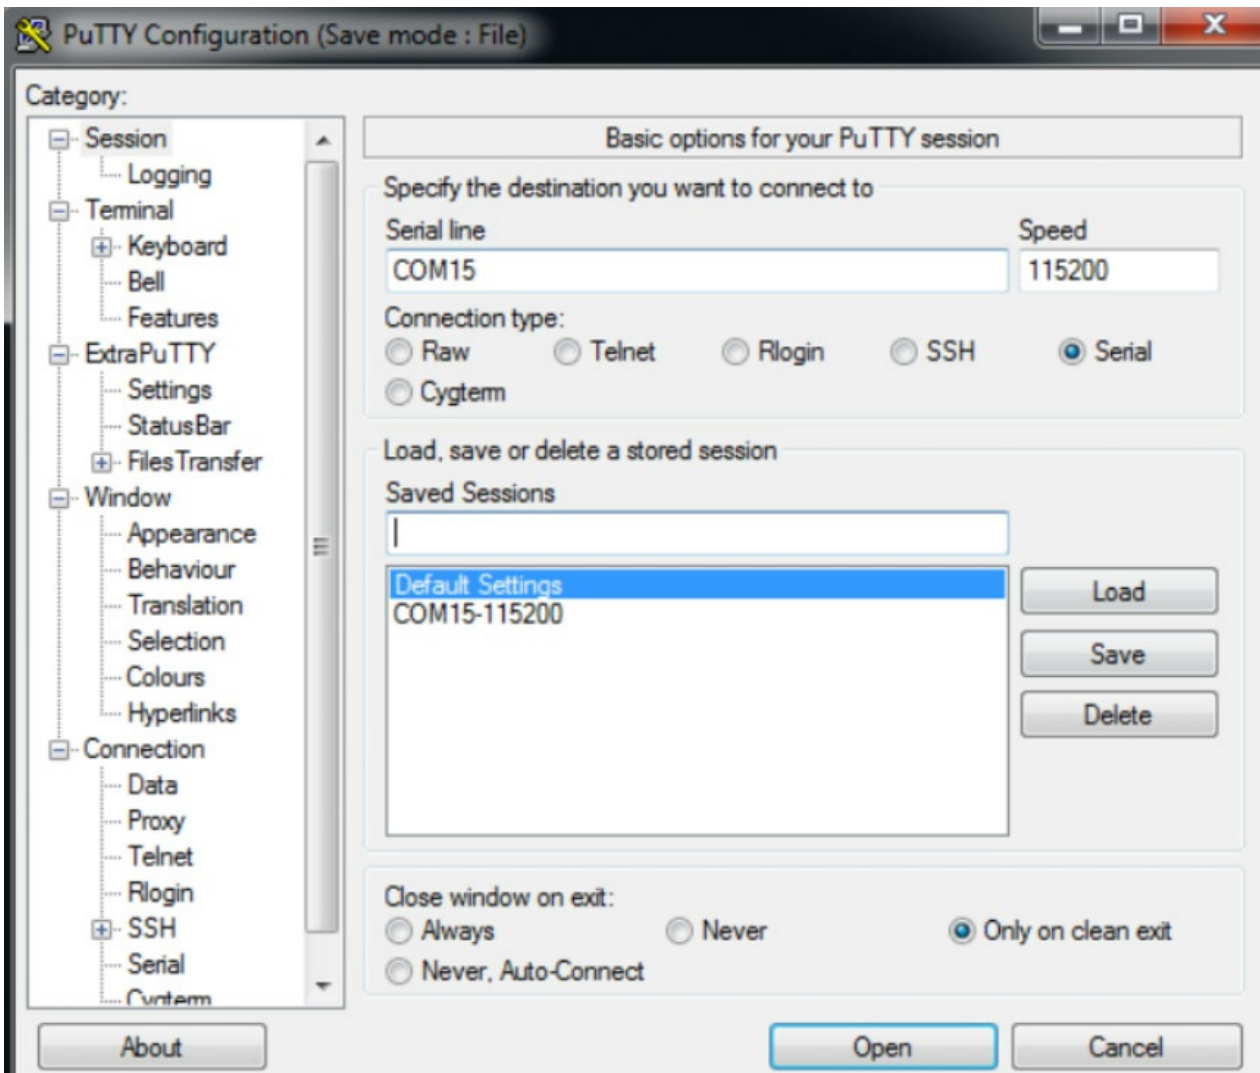 PuTTY Configuration (Save mode : File)
Category:
Session
Logging
Terminal
Keyboard
Bell
Features
ExtraPuTTY
Settings
StatusBar
FilesTransfer
Window
Appearance
Behaviour
Translation
Selection
Colours
Hyperlinks
Connection
Data
Proxy
Telnet
Rlogin
SSH
Serial
Cygterm
About
Basic options for your PuTTY session
Specify the destination you want to connect to
Serial line Speed
COM15 115200
Connection type:
Raw Telnet Rlogin SSH Serial
Cygterm
Load, save or delete a stored session
Saved Sessions
Default Settings
COM15-115200
Load
Save
Delete
Close window on exit:
Always Never Only on clean exit
Never, Auto-Connect
Open Cancel